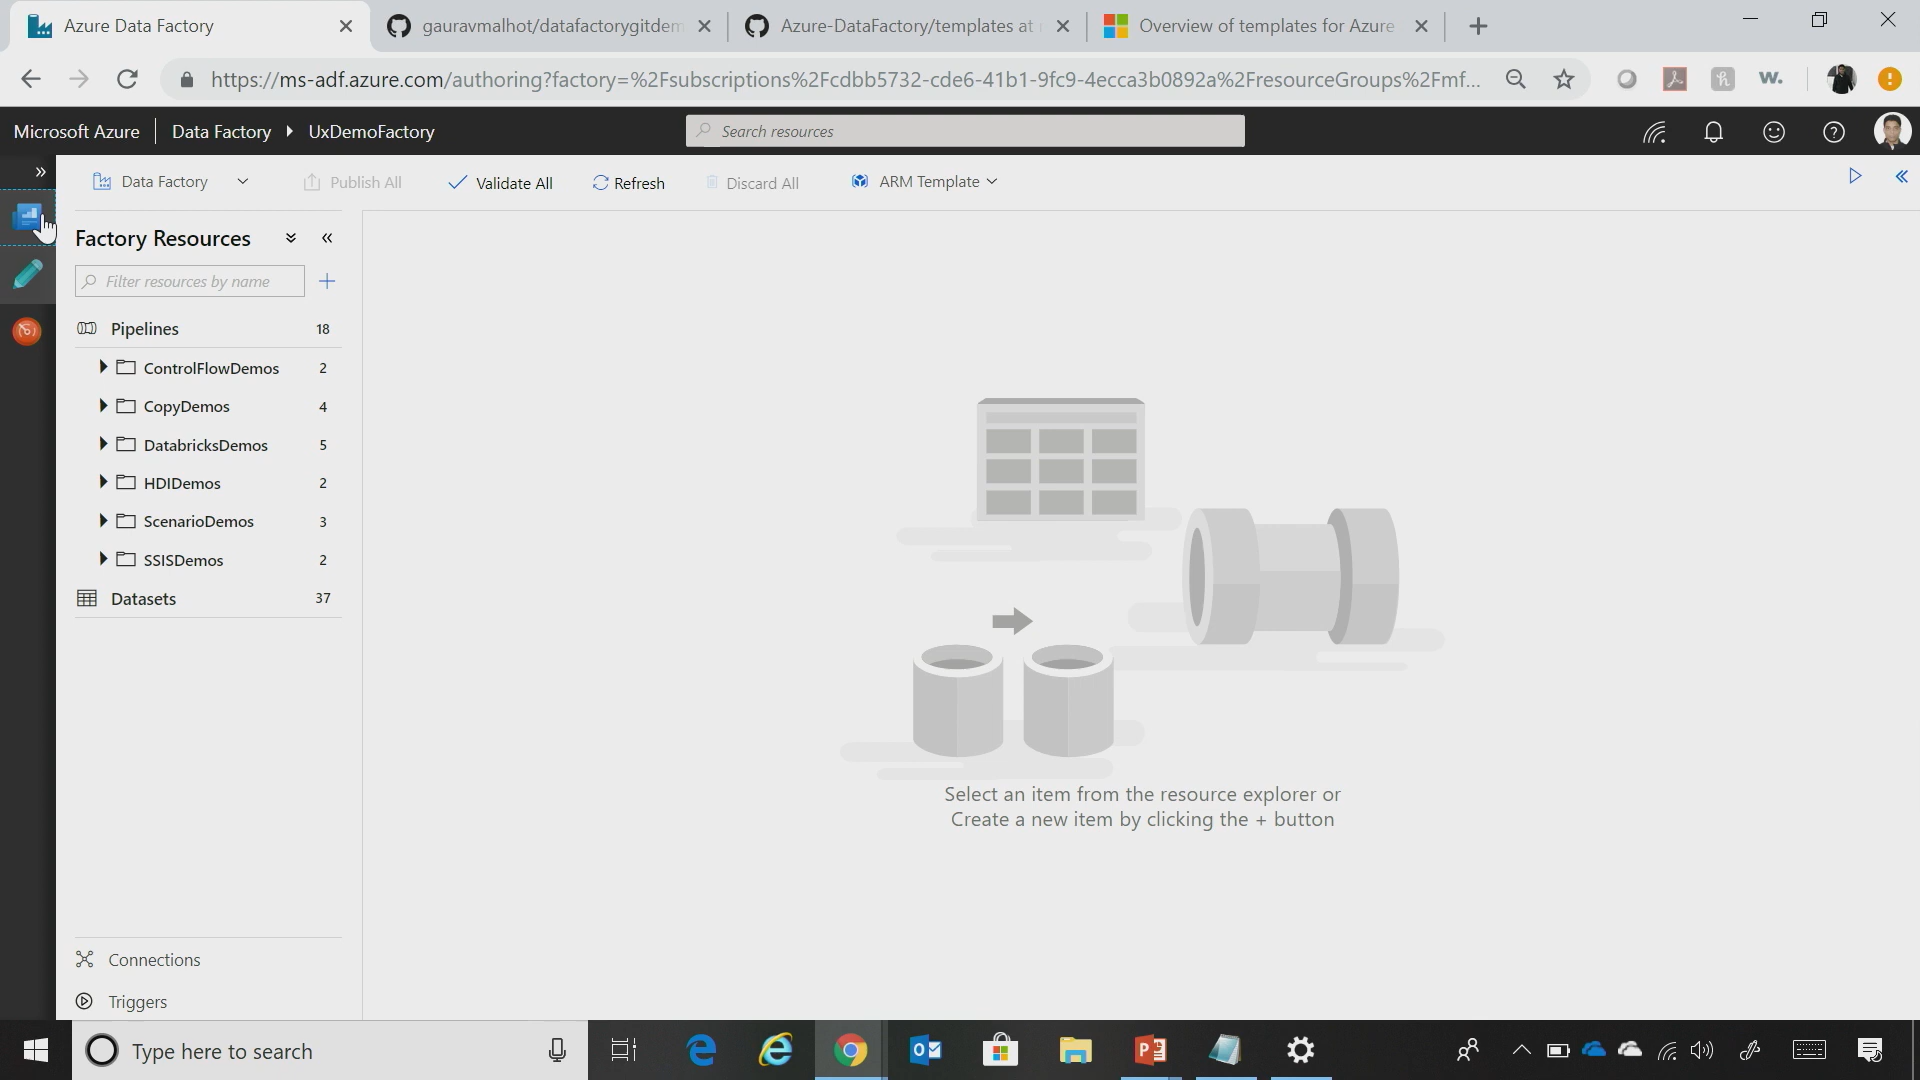 Azure Data Factory
gauravmalhot/datafactorygitdem
Azure-DataFactory/templates at
Overview of templates for Azure
https://ms-adf.azure.com/authoring?factory=%2Fsubscriptions%2Fcdbb5732-cde6-41b1-9fc9-4ecca3b0892a%2FresourceGroups%2Fmf...
Microsoft Azure
Data Factory
UxDemoFactory
Search resources
Data Factory
Publish All
Validate All
Refresh
Discard All
ARM Template
Factory Resources
Filter resources by name
Pipelines 18
ControlFlowDemos 2
CopyDemos 4
DatabricksDemos 5
HDIDemos 2
ScenarioDemos 3
SSISDemos 2
Datasets 37
Select an item from the resource explorer or
Create a new item by clicking the + button
Connections
Triggers
Type here to search